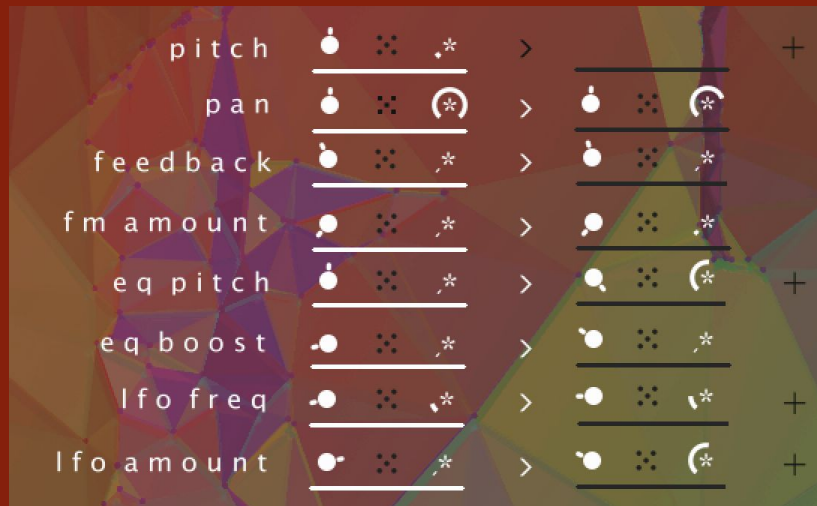 pitch > +
pan >
feedback >
fm amount >
eq pitch > +
eq boost >
lfo freq > +
lfo amount > +